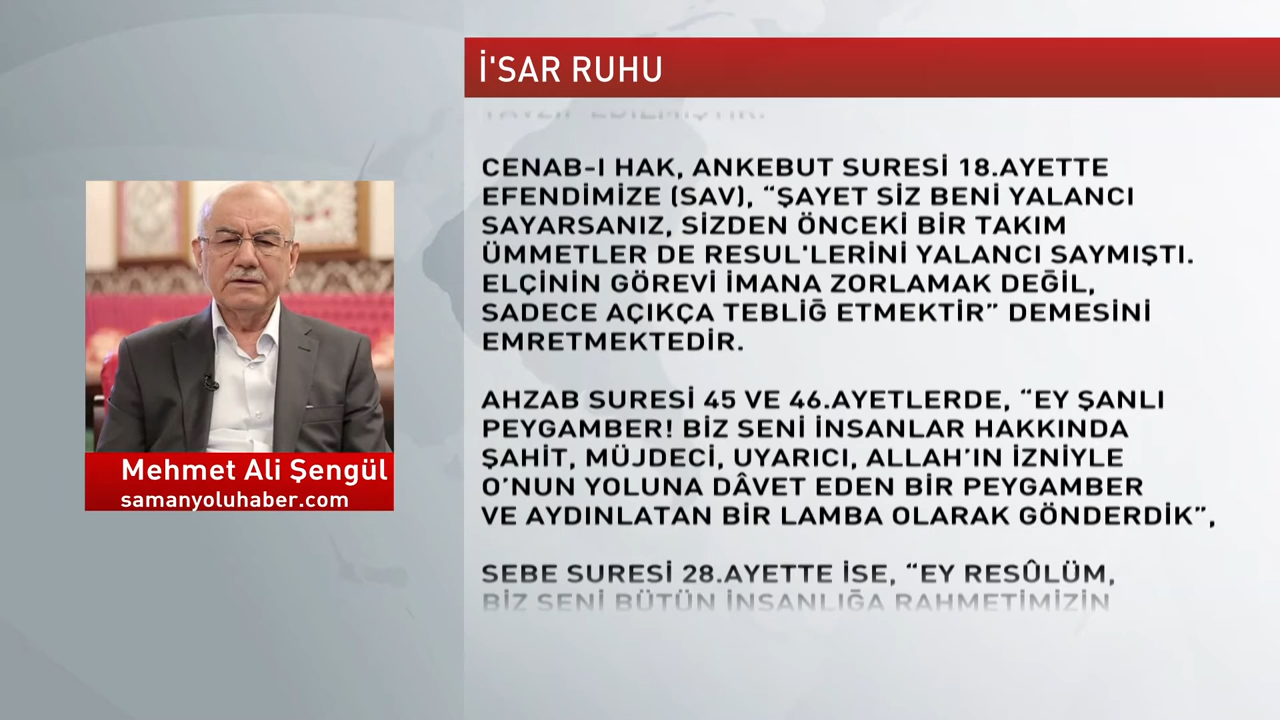 İ'SAR RUHU
CENAB-I HAK, ANKEBUT SURESİ 18.AYETTE
EFENDİMİZE (SAV), “ŞAYET SİZ BENİ YALANCI
SAYARSANIZ, SİZDEN ÖNCEKİ BİR TAKIM
ÜMMETLER DE RESUL'LERİNİ YALANCI SAYMIŞTI.
ELÇİNİN GÖREVİ İMANA ZORLAMAK DEĞİL,
SADECE AÇIKÇA TEBLİĞ ETMEKTİR” DEMESİNİ
EMRETMEKTEDİR.
AHZAB SURESİ 45 VE 46.AYETLERDE, “EY ŞANLI
PEYGAMBER! BİZ SENİ İNSANLAR HAKKINDA
ŞAHİT, MÜJDECİ, UYARICI, ALLAH’IN İZNİYLE
O’NUN YOLUNA DÂVET EDEN BİR PEYGAMBER
VE AYDINLATAN BİR LAMBA OLARAK GÖNDERDİK”,
SEBE SURESİ 28.AYETTE İSE, “EY RESÛLÜM,
BİZ SENİ BÜTÜN İNSANLIĞA RAHMETİMİZİN
Mehmet Ali Şengül
samanyoluhaber.com